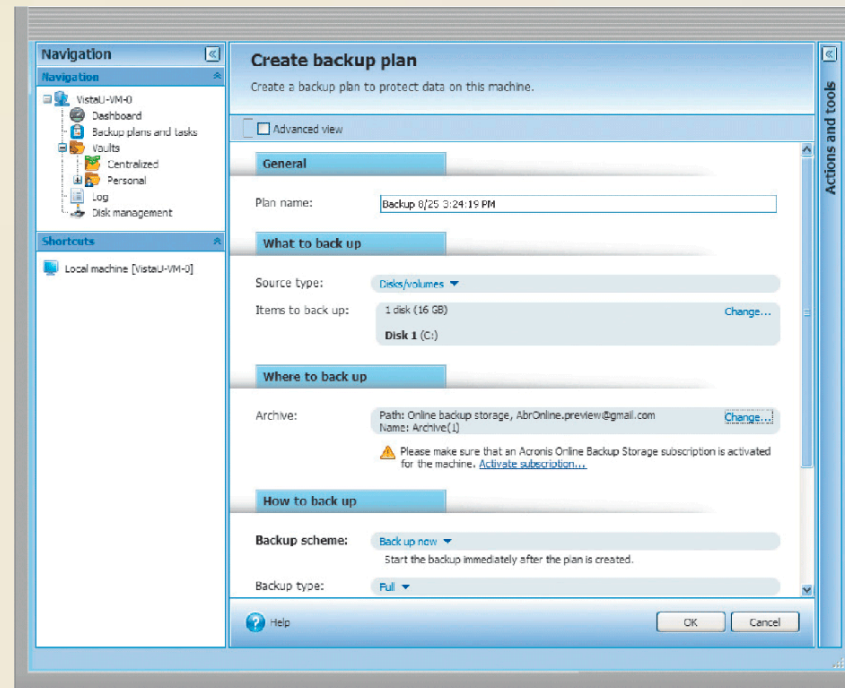 Navigation
Navigation
VistaU-VM-0
Dashboard
Backup plans and tasks
Vaults
Centralized
Personal
Log
Disk management
Shortcuts
Local machine [VistaU-VM-0]
Create backup plan
Create a backup plan to protect data on this machine.
Advanced view
General
Plan name:
Backup 8/25 3:24:19 PM
What to back up
Source type:
Disks/volumes
Items to back up:
1 disk (16 GB)
Change...
Disk 1 (C:)
Where to back up
Archive:
Path: Online backup storage, AbrOnline.preview@gmail.com
Change...
Name: Archive(1)
Please make sure that an Acronis Online Backup Storage subscription is activated
for the machine. Activate subscription...
How to back up
Backup scheme:
Back up now
Start the backup immediately after the plan is created.
Backup type:
Full
Help
OK
Cancel
Actions and tools